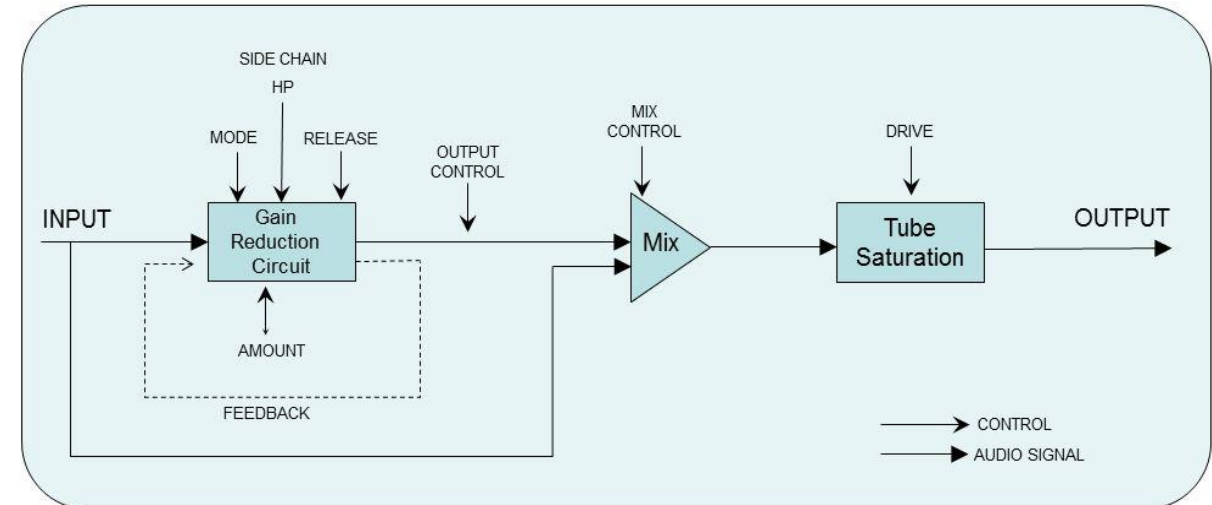 SIDE CHAIN
HP
MODE
RELEASE
OUTPUT
CONTROL
MIX
CONTROL
DRIVE
INPUT
Gain
Reduction
Circuit
Mix
Tube
Saturation
OUTPUT
AMOUNT
FEEDBACK
CONTROL
AUDIO SIGNAL